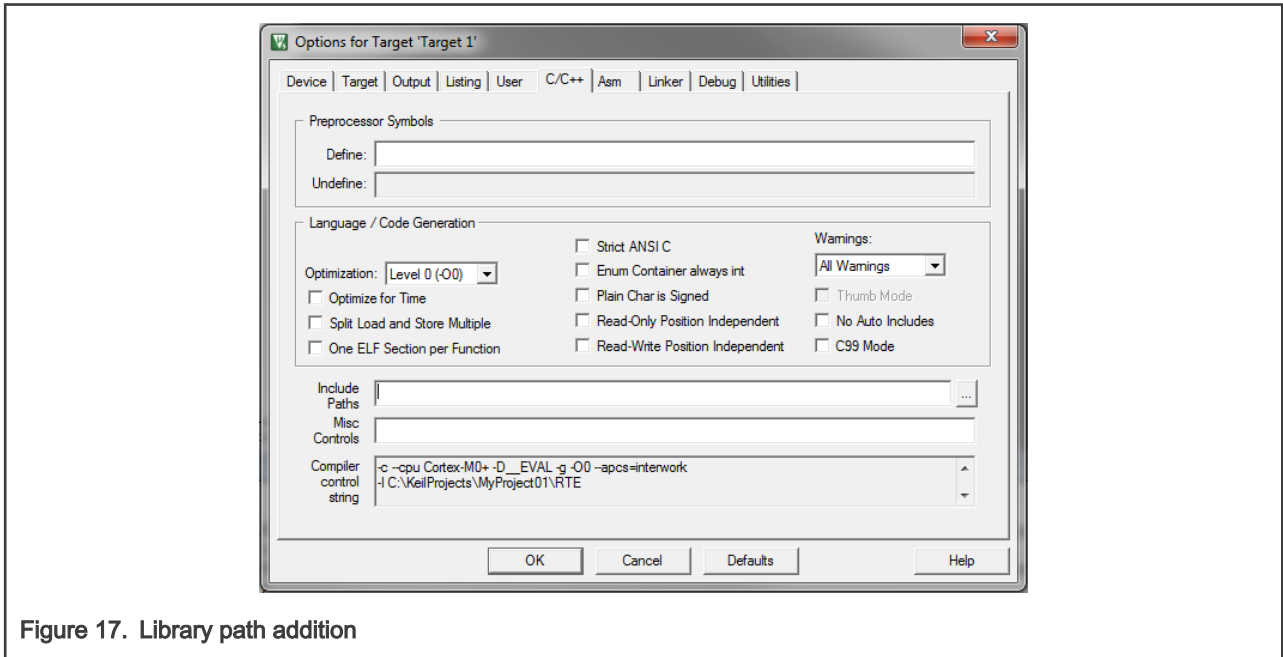 Options for Target 'Target 1'
Device Target Output Listing User C/C++ Asm Linker Debug Utilities
Preprocessor Symbols
Define:
Undefine:
Language / Code Generation
Optimization: Level 0 (-O0)
Optimize for Time
Split Load and Store Multiple
One ELF Section per Function
Strict ANSI C
Enum Container always int
Plain Char is Signed
Read-Only Position Independent
Read-Write Position Independent
Warnings:
All Warnings
Thumb Mode
No Auto Includes
C99 Mode
Include
Paths
...
Misc
Controls
Compiler
control
string
-c --cpu Cortex-M0+ -D__EVAL -g -O0 --apcs=interwork
-I C:\KeilProjects\MyProject01\RTE
OK Cancel Defaults Help
Figure 17. Library path addition